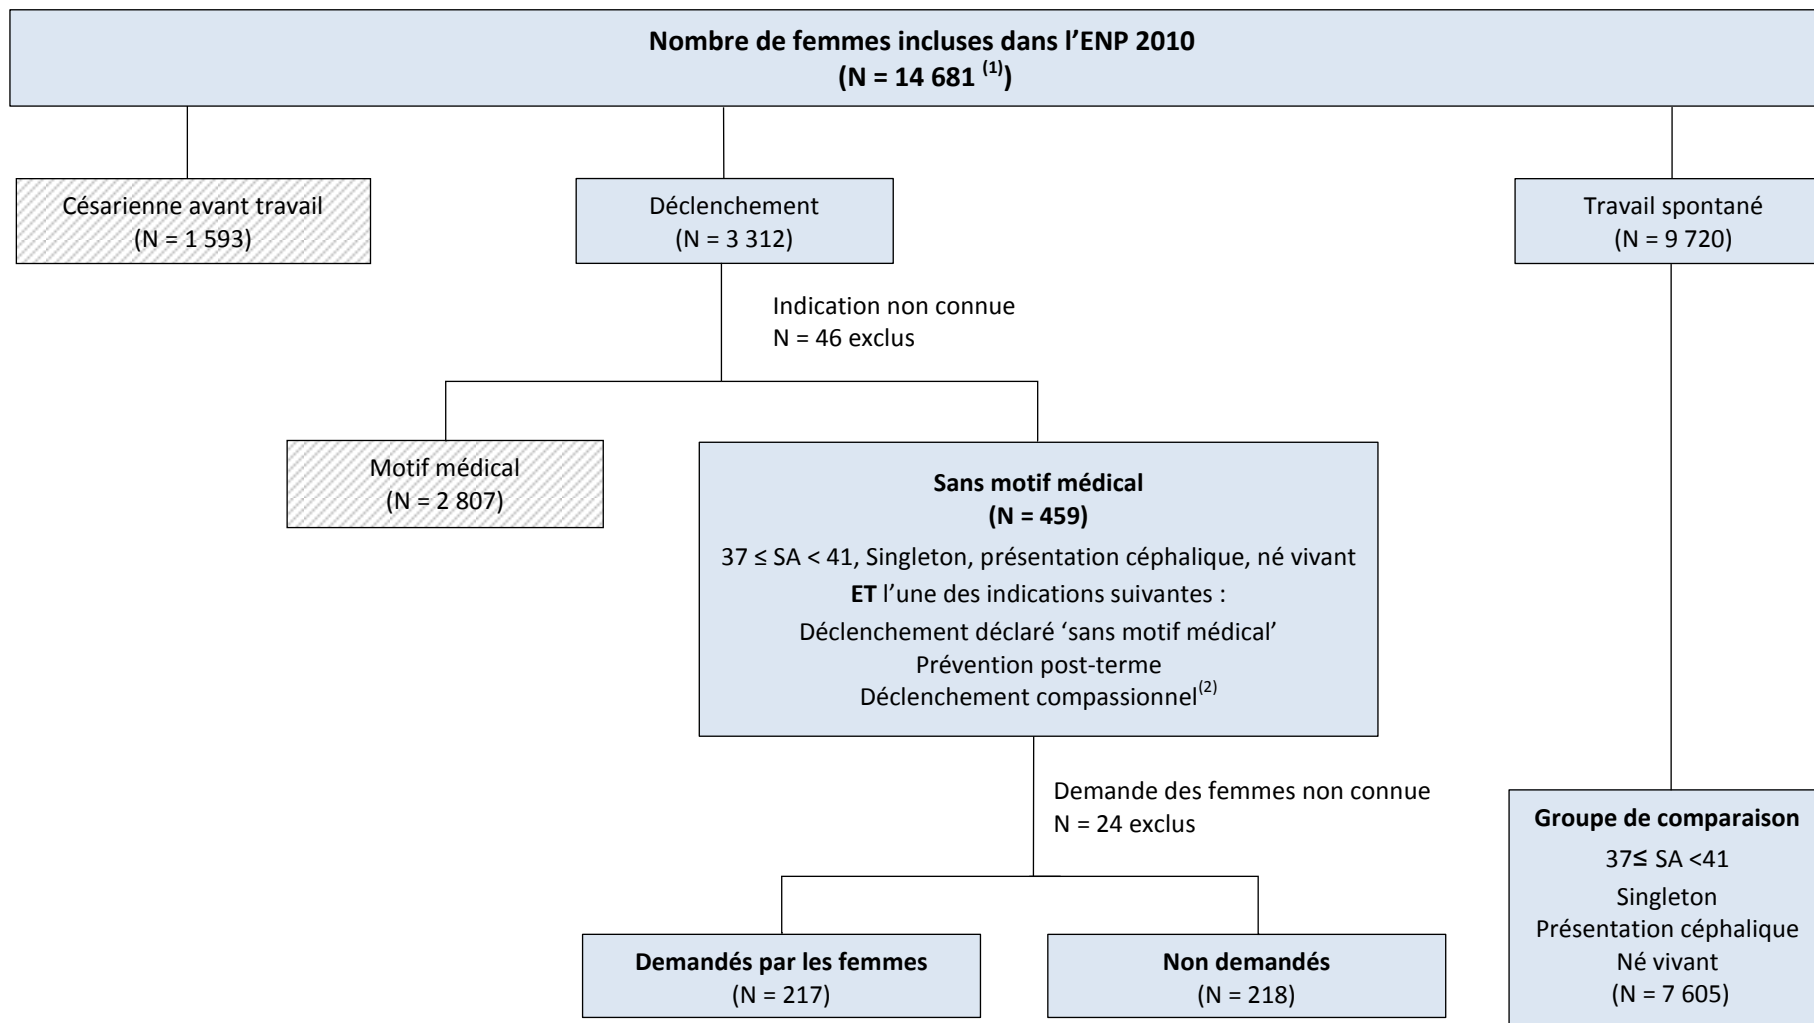 Nombre de femmes incluses dans l’ENP 2010
(N = 14 681 (1))
Césarienne avant travail
(N = 1 593)
Déclenchement
(N = 3 312)
Travail spontané
(N = 9 720)
Indication non connue
N = 46 exclus
Motif médical
(N = 2 807)
Sans motif médical
(N = 459)
37 ≤ SA < 41, Singleton, présentation céphalique, né vivant
ET l’une des indications suivantes :
Déclenchement déclaré ‘sans motif médical’
Prévention post-terme
Déclenchement compassionnel(2)
Demande des femmes non connue
N = 24 exclus
Demandés par les femmes
(N = 217)
Non demandés
(N = 218)
Groupe de comparaison
37≤ SA <41
Singleton
Présentation céphalique
Né vivant
(N = 7 605)